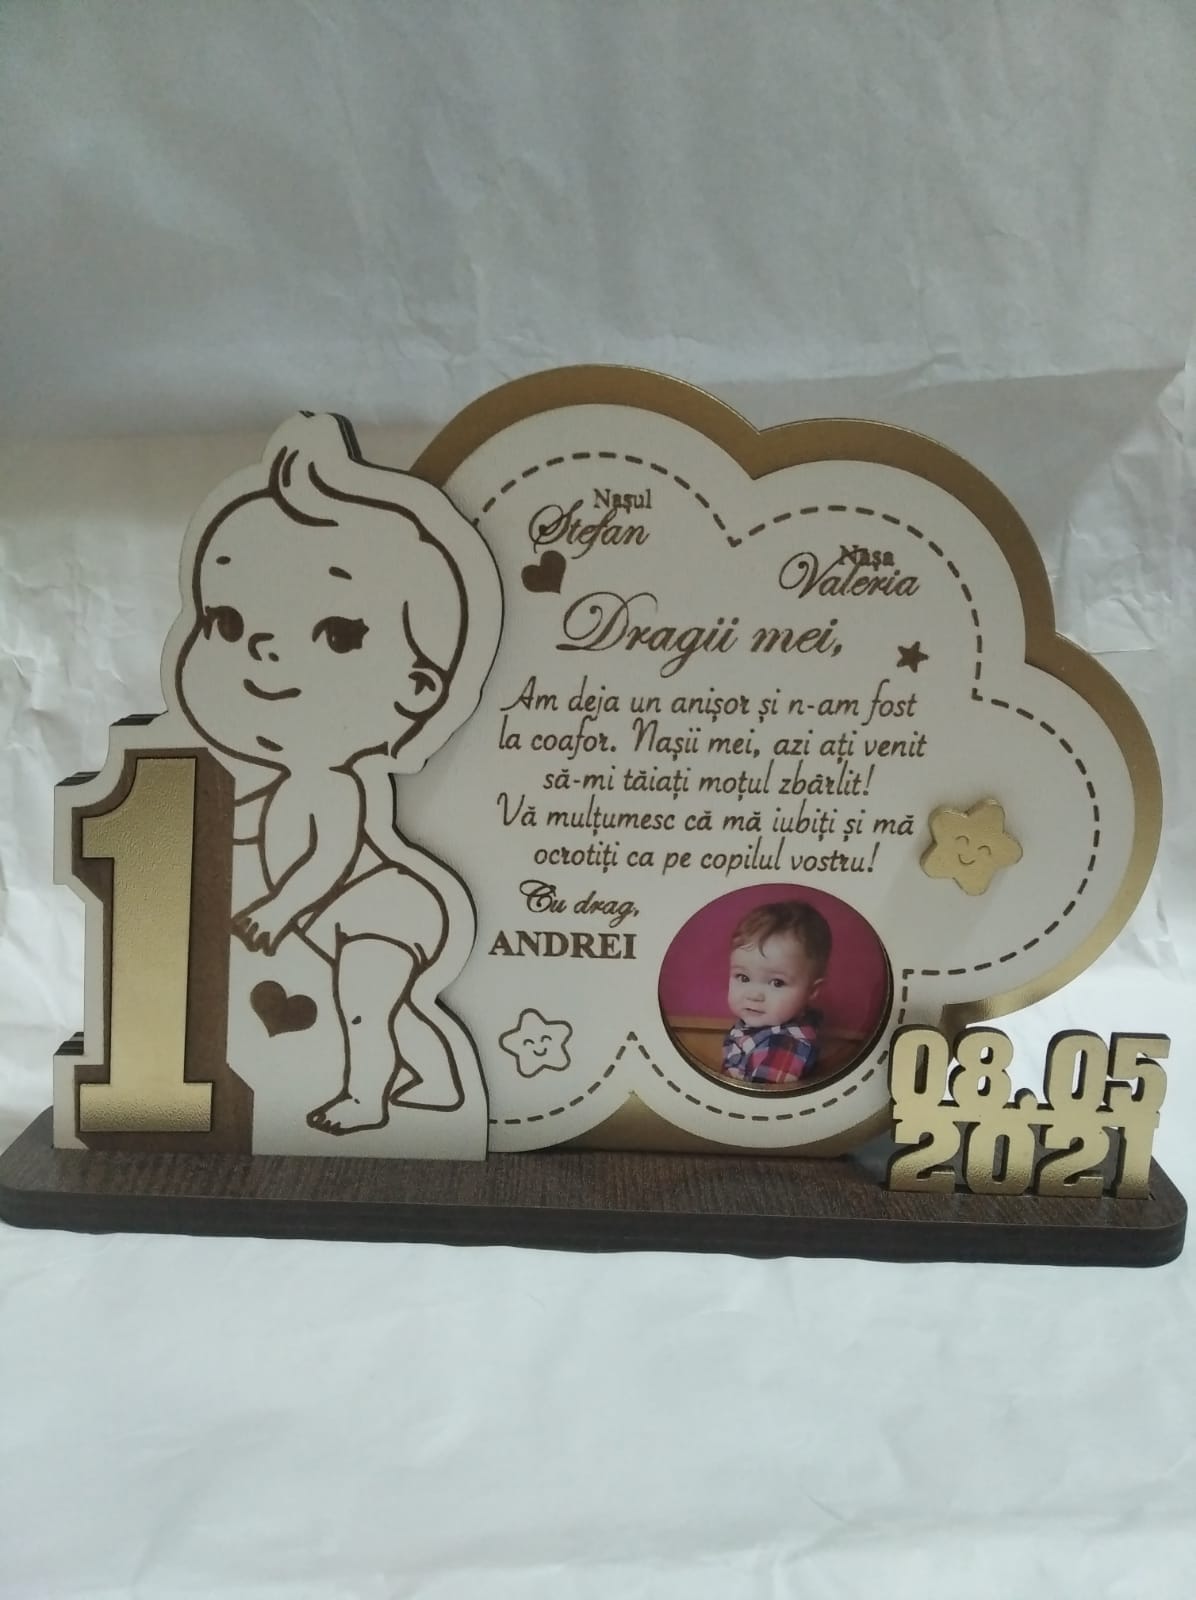 Nașul
Stefan
Nașa
Valeria
Dragii mei,
Am deja un anișor și n-am fost
la coafor. Nașii mei, azi ați venit
să-mi tăiați moțul zbârlit!
Vă mulțumesc că mă iubiți și mă
ocrotiți ca pe copilul vostru!
Cu drag,
ANDREI
1
08.05
2021